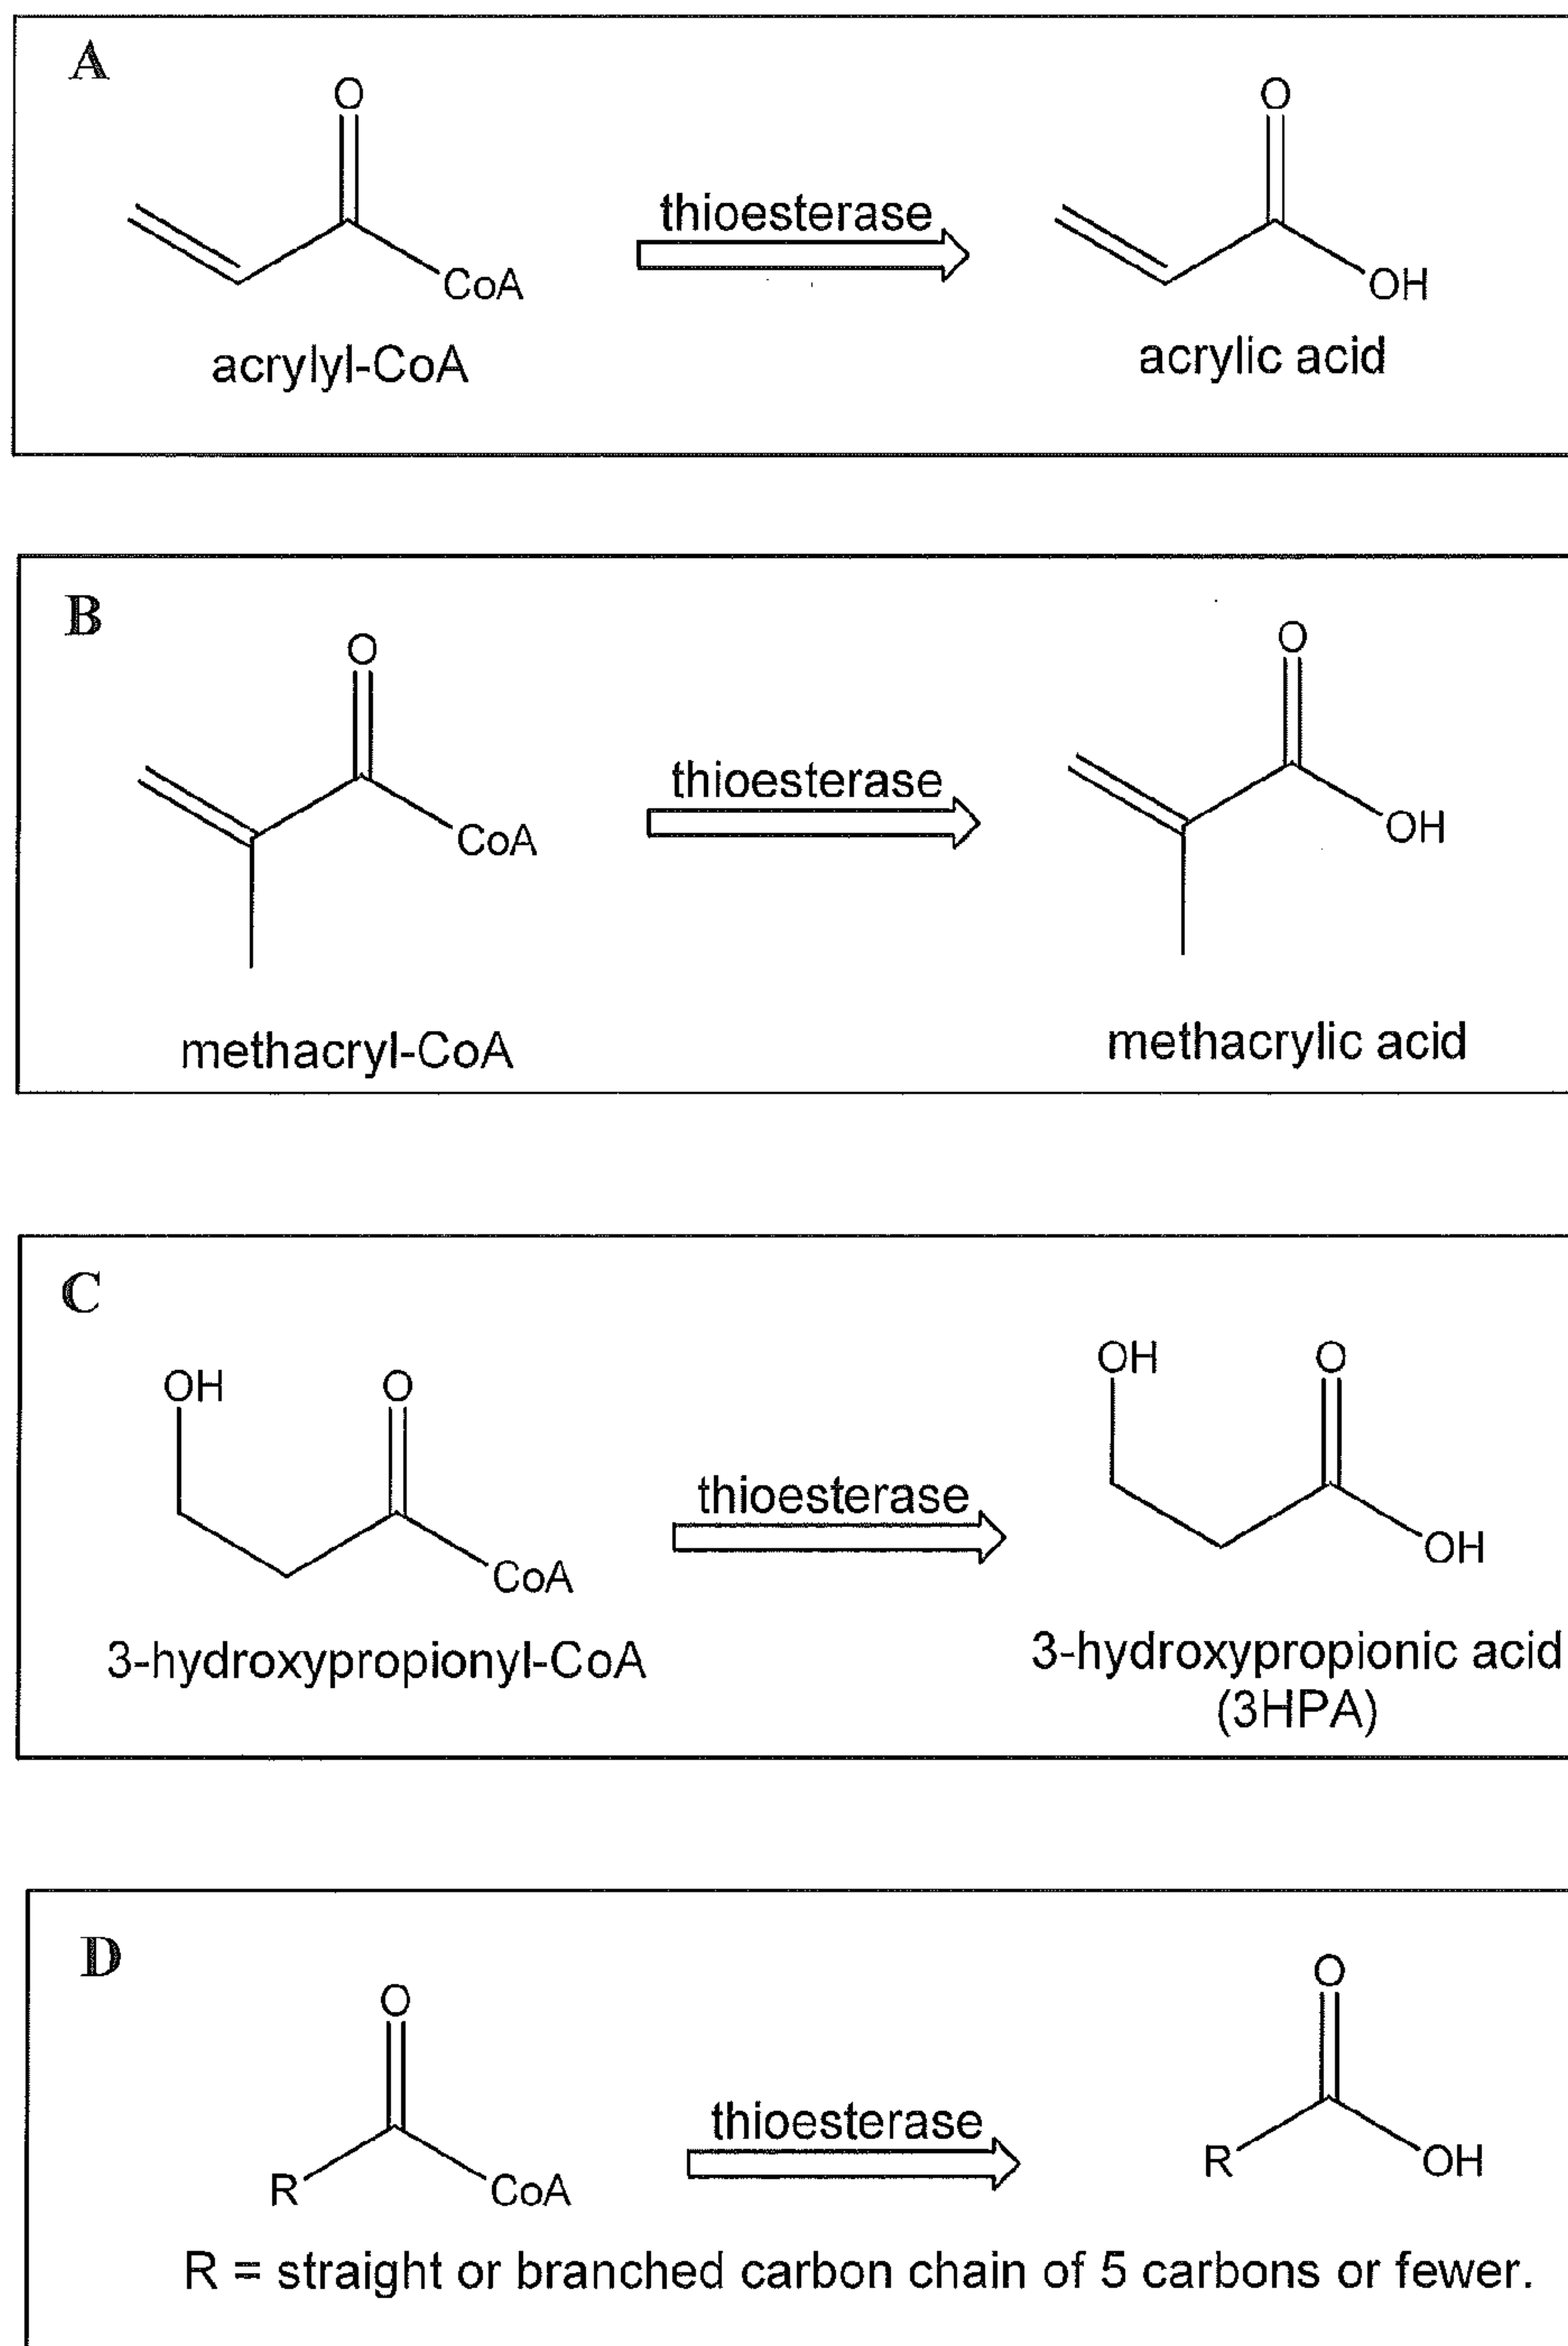 A
O
O
thioesterase
CoA
OH
acrylyl-CoA
acrylic acid
B
O
O
thioesterase
CoA
OH
methacryl-CoA
methacrylic acid
C
OH
O
OH
O
thioesterase
CoA
OH
3-hydroxypropionyl-CoA
3-hydroxypropionic acid
(3HPA)
D
O
O
thioesterase
R
CoA
R
OH
R = straight or branched carbon chain of 5 carbons or fewer.